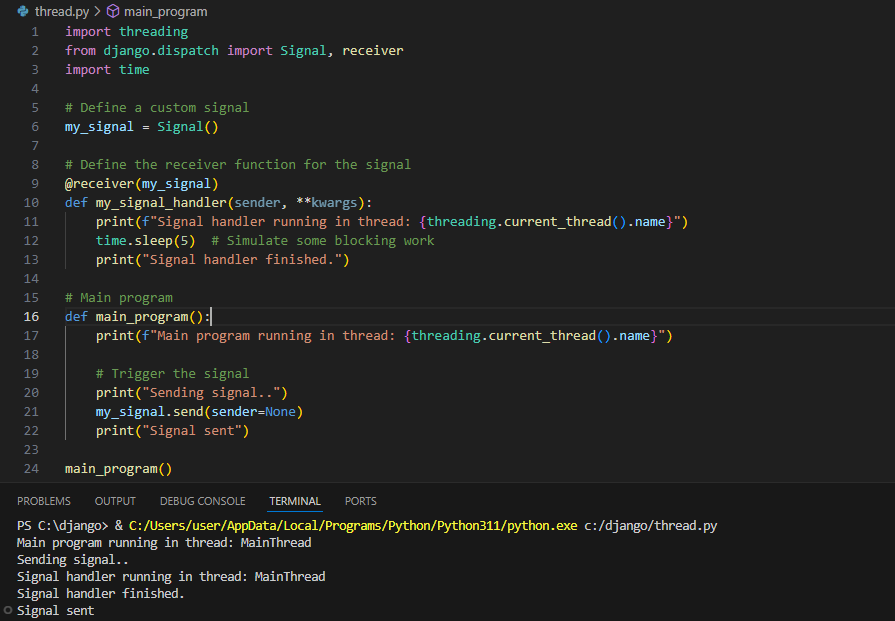 thread.py > main_program
1 import threading
2 from django.dispatch import Signal, receiver
3 import time
4
5 # Define a custom signal
6 my_signal = Signal()
7
8 # Define the receiver function for the signal
9 @receiver(my_signal)
10 def my_signal_handler(sender, **kwargs):
11     print(f"Signal handler running in thread: {threading.current_thread().name}")
12     time.sleep(5)  # Simulate some blocking work
13     print("Signal handler finished.")
14
15 # Main program
16 def main_program():
17     print(f"Main program running in thread: {threading.current_thread().name}")
18
19     # Trigger the signal
20     print("Sending signal..")
21     my_signal.send(sender=None)
22     print("Signal sent")
23
24 main_program()
PROBLEMS OUTPUT DEBUG CONSOLE TERMINAL PORTS
PS C:\django> & C:/Users/user/AppData/Local/Programs/Python/Python311/python.exe c:/django/thread.py
Main program running in thread: MainThread
Sending signal..
Signal handler running in thread: MainThread
Signal handler finished.
Signal sent